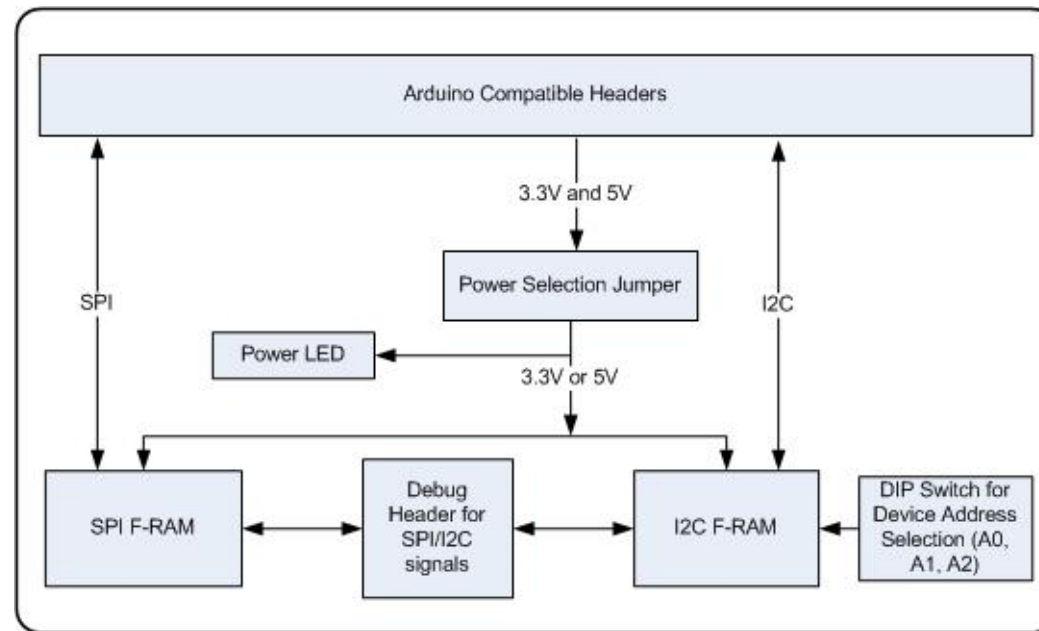 Arduino Compatible Headers
3.3V and 5V
SPI
Power Selection Jumper
I2C
Power LED
3.3V or 5V
SPI F-RAM
Debug
Header for
SPI/I2C
signals
I2C F-RAM
DIP Switch for
Device Address
Selection (A0,
A1, A2)